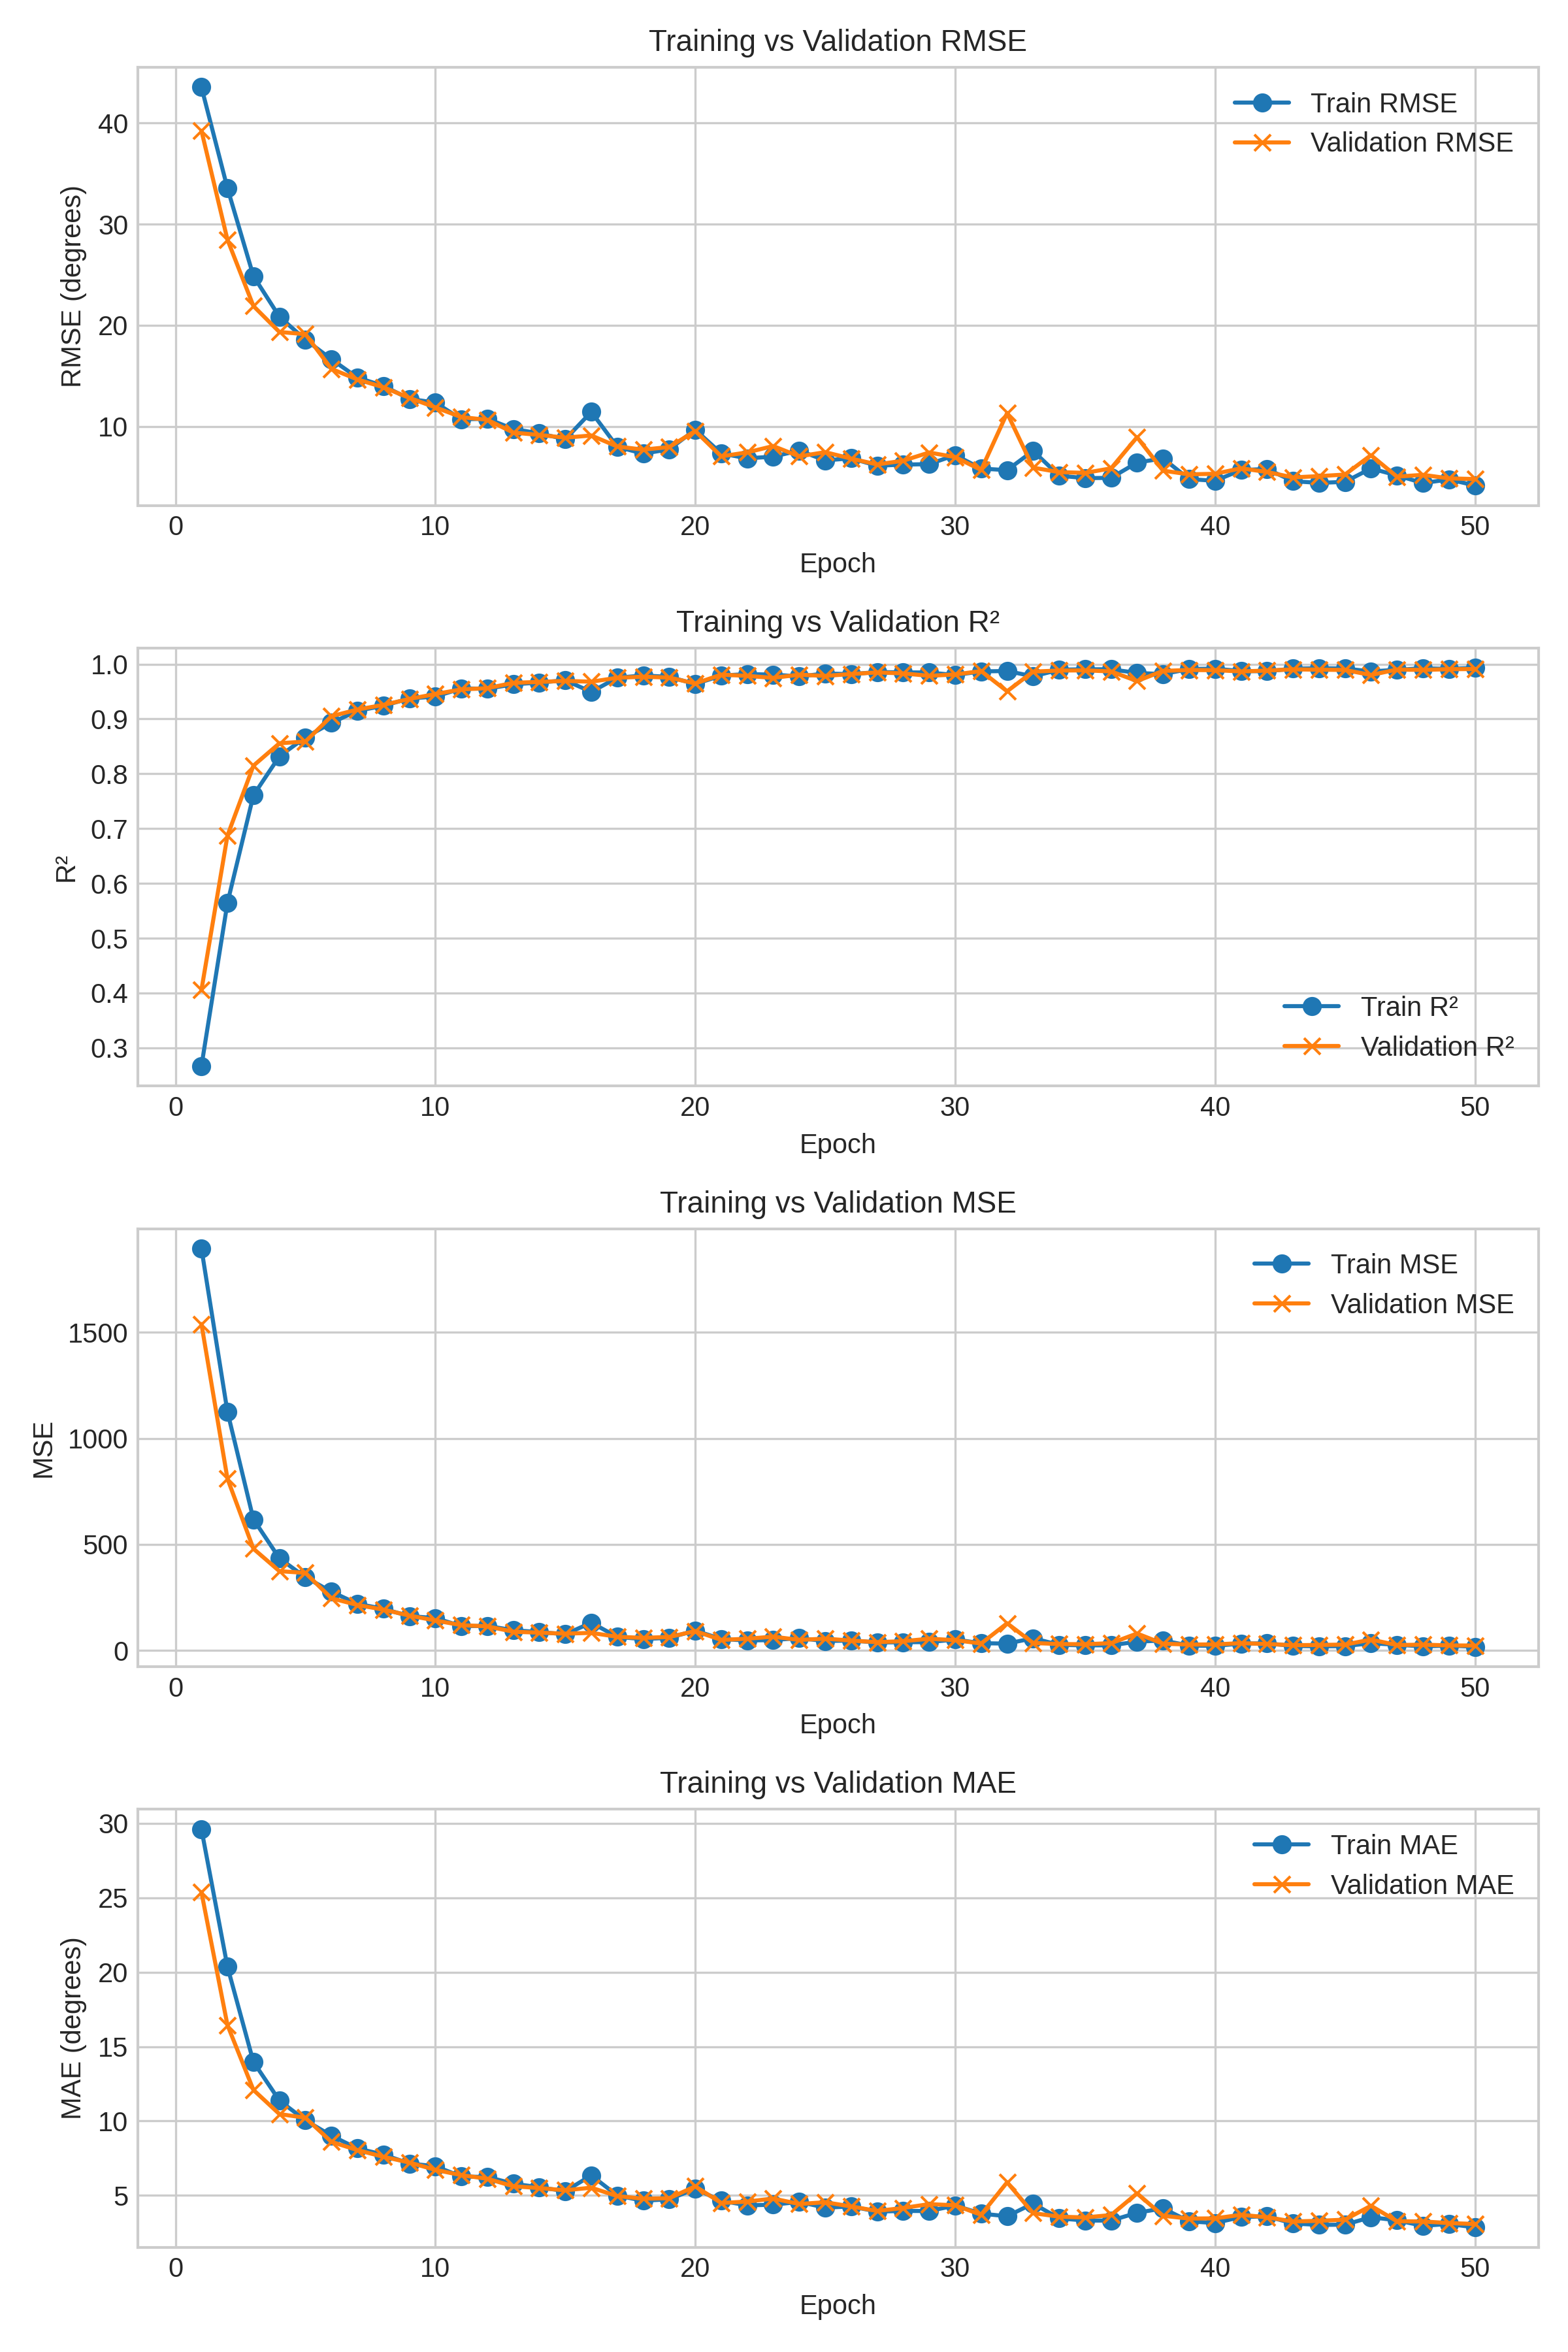 Training vs Validation RMSE
RMSE (degrees)
40
30
20
10
Train RMSE
Validation RMSE
0 10 20 30 40 50
Epoch
Training vs Validation R²
R²
1.0
0.9
0.8
0.7
0.6
0.5
0.4
0.3
Train R²
Validation R²
0 10 20 30 40 50
Epoch
Training vs Validation MSE
MSE
1500
1000
500
0
Train MSE
Validation MSE
0 10 20 30 40 50
Epoch
Training vs Validation MAE
MAE (degrees)
30
25
20
15
10
5
Train MAE
Validation MAE
0 10 20 30 40 50
Epoch